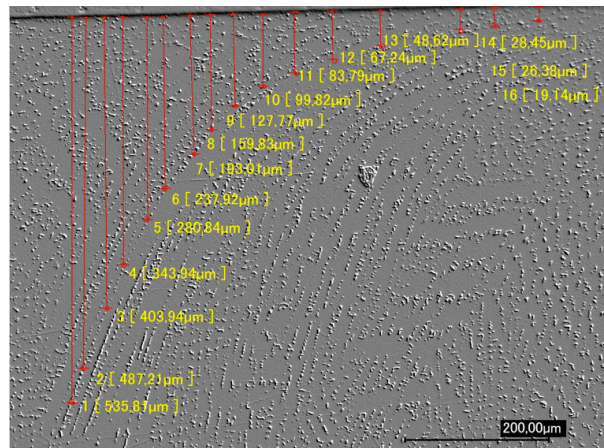 13 [ 48,62μm ]
14 [ 28,45μm ]
12 [ 67,24μm ]
11 [ 83,79μm ]
15 [ 26,38μm ]
10 [ 99,82μm ]
16 [ 19,14μm ]
9 [ 127,77μm ]
8 [ 159,83μm ]
7 [ 193,01μm ]
6 [ 237,92μm ]
5 [ 280,84μm ]
4 [ 343,94μm ]
3 [ 403,94μm ]
2 [ 487,21μm ]
1 [ 535,81μm ]
200,00μm